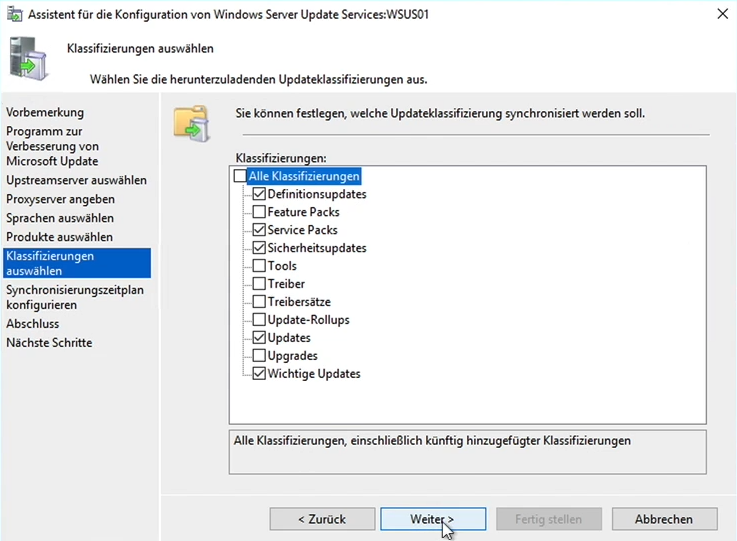 Assistent für die Konfiguration von Windows Server Update Services:WSUS01
Klassifizierungen auswählen
Wählen Sie die herunterzuladenden Updateklassifizierungen aus.
Vorbemerkung
Programm zur
Verbesserung von
Microsoft Update
Upstreamserver auswählen
Proxyserver angeben
Sprachen auswählen
Produkte auswählen
Klassifizierungen
auswählen
Synchronisierungszeitplan
konfigurieren
Abschluss
Nächste Schritte
Sie können festlegen, welche Updateklassifizierung synchronisiert werden soll.
Klassifizierungen:
Alle Klassifizierungen
Definitionsupdates
Feature Packs
Service Packs
Sicherheitsupdates
Tools
Treiber
Treibersätze
Update-Rollups
Updates
Upgrades
Wichtige Updates
Alle Klassifizierungen, einschließlich künftig hinzugefügter Klassifizierungen
< Zurück
Weiter >
Fertig stellen
Abbrechen